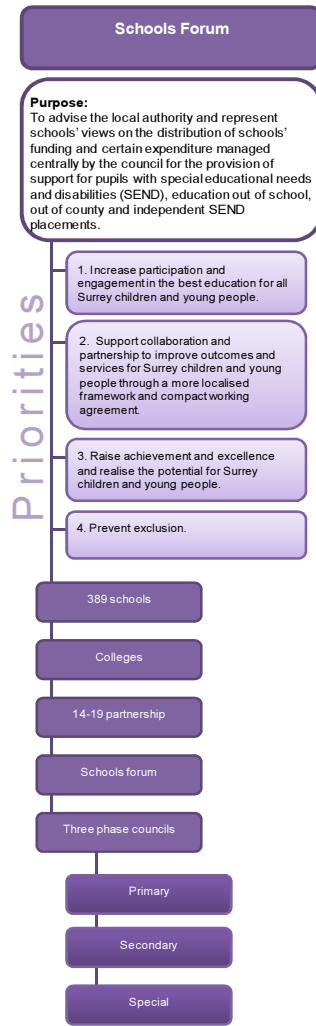 Schools Forum
Purpose:
To advise the local authority and represent
schools' views on the distribution of schools'
funding and certain expenditure managed
centrally by the council for the provision of
support for pupils with special educational needs
and disabilities (SEND), education out of school,
out of county and independent SEND
placements.
Priorities
1. Increase participation and
engagement in the best education for all
Surrey children and young people.
2. Support collaboration and
partnership to improve outcomes and
services for Surrey children and young
people through a more localised
framework and compact working
agreement.
3. Raise achievement and excellence
and realise the potential for Surrey
children and young people.
4. Prevent exclusion.
389 schools
Colleges
14-19 partnership
Schools forum
Three phase councils
Primary
Secondary
Special